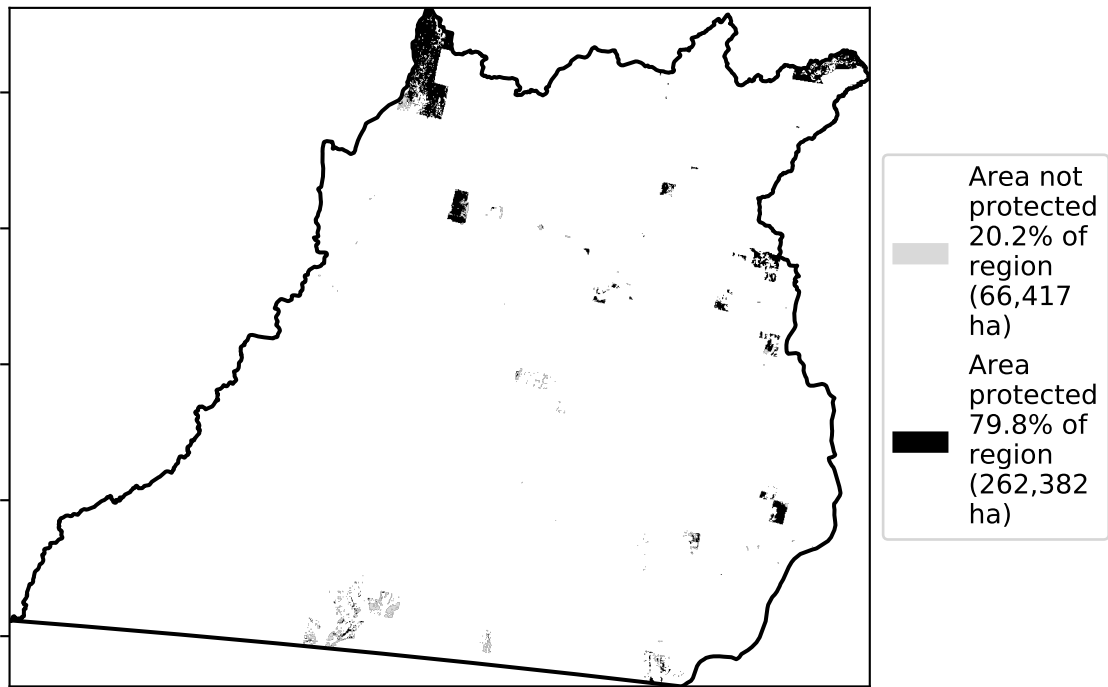 Area not
protected
20.2% of
region
(66,417
ha)
Area
protected
79.8% of
region
(262,382
ha)